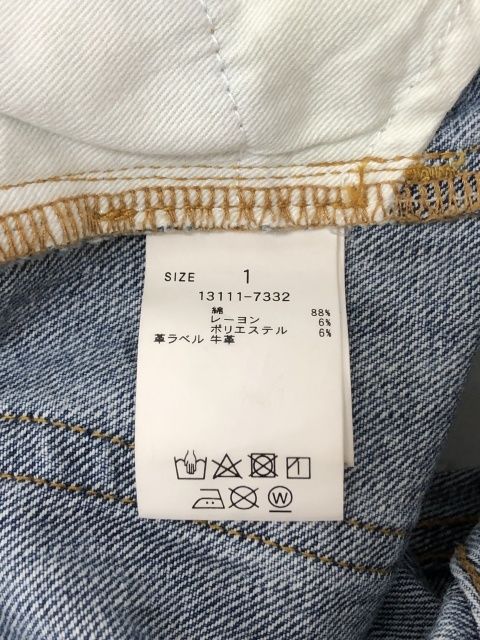 SIZE 1
13111-7332
綿 88%
レーヨン 6%
ポリエステル 6%
革ラベル 牛革
W